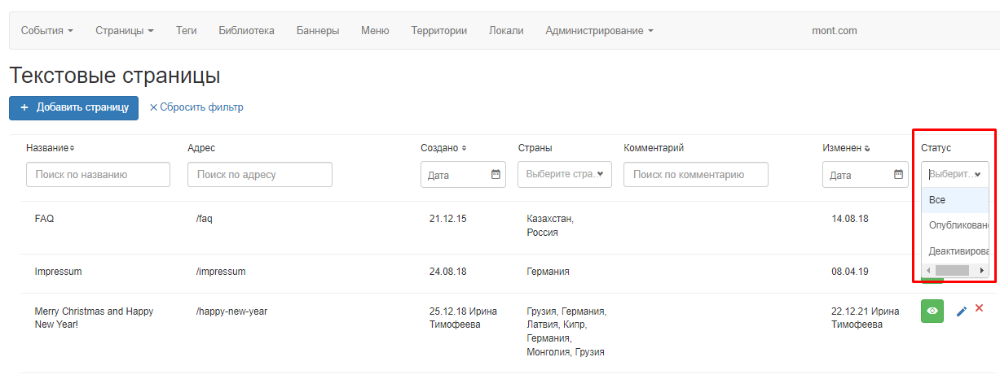 События Страницы Теги Библиотека Баннеры Меню Территории Локали Администрирование mont.com
Текстовые страницы
+ Добавить страницу × Сбросить фильтр
Название Адрес Создано Страны Комментарий Изменен Статус
Поиск по названию Поиск по адресу Дата Выберите стра... Поиск по комментарию Дата Выберит...
Все
Опубликован
Деактивирова
FAQ /faq 21.12.15 Казахстан, 14.08.18
Россия
Impressum /impressum 24.08.18 Германия 08.04.19
Merry Christmas and Happy /happy-new-year 25.12.18 Ирина Грузия, Германия, 22.12.21 Ирина
New Year! Тимофеева Латвия, Кипр, Тимофеева
Германия,
Монголия, Грузия